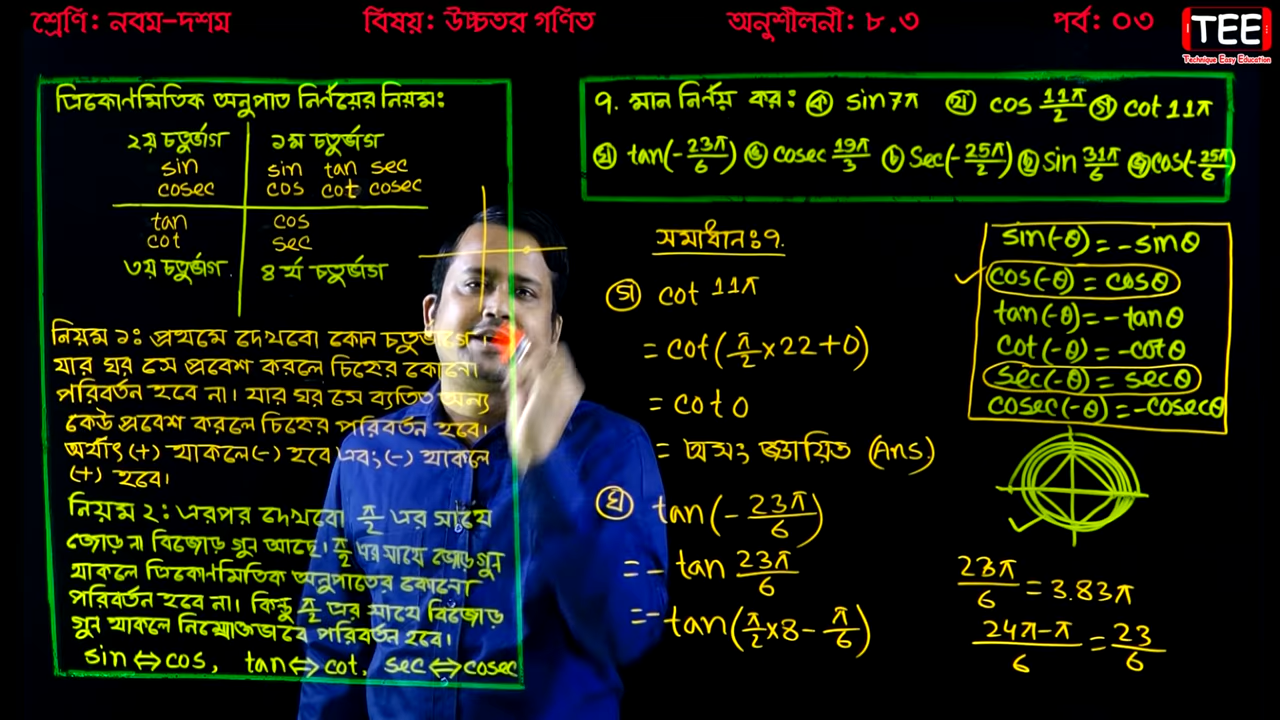 শ্রেণি: নবম-দশম বিষয়: উচ্চতর গণিত অনুশীলনী: ৮.৩ পর্ব: ০৩
TEE
Technique Easy Education
ত্রিকোণমিতিক অনুপাত নির্ণয়ের নিয়ম:
২য় চতুর্ভাগ ১ম চতুর্ভাগ
sin sin tan sec
cosec cos cot cosec
tan cos
cot sec
৩য় চতুর্ভাগ. ৪র্থ চতুর্ভাগ
নিয়ম ১: প্রথমে দেখবো কোন চতুর্ভাগে।
যার ঘর সে প্রবেশ করলে চিহ্নের কোনো
পরিবর্তন হবে না। যার ঘর সে ব্যতিত অন্য
কেউ প্রবেশ করলে চিহ্নের পরিবর্তন হবে।
অর্থাৎ (+) থাকলে (-) হবে এবং (-) থাকলে
(+) হবে।
নিয়ম ২: এরপর দেখবো π/2 এর সাথে
জোড় না বিজোড় গুন আছে। π/2 এর সাথে জোড় গুন
থাকলে ত্রিকোণমিতিক অনুপাতের কোনো
পরিবর্তন হবে না। কিন্তু π/2 এর সাথে বিজোড়
গুন থাকলে নিম্মোক্তভাবে পরিবর্তন হবে।
sin ⇔ cos, tan ⇔ cot, sec ⇔ cosec
৭. মান নির্ণয় কর: ক sin 7π খ cos 11π/2 গ cot 11π
ঘ tan(-23π/6) ঙ cosec 19π/3 চ Sec(-25π/2) ছ sin 31π/6 জ cos(-25π/6)
সমাধান: ৭.
গ cot 11π
= cot(π/2×22+0)
= cot 0
= অসংজ্ঞায়িত (Ans)
ঘ tan(-23π/6)
= - tan 23π/6
= - tan(π/2×8 - π/6)
sin(-θ) = -sinθ
cos(-θ) = cosθ
tan(-θ) = -tanθ
cot(-θ) = -cotθ
sec(-θ) = secθ
cosec(-θ) = -cosecθ
23π/6 = 3.83π
24π-π/6 = 23/6